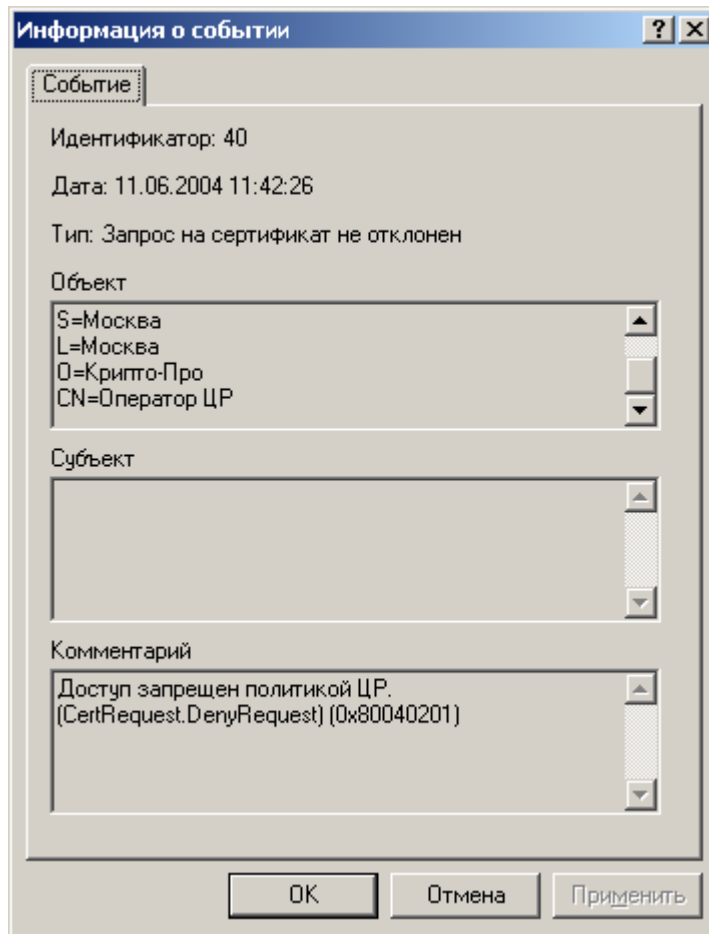 Информация о событии
Событие
Идентификатор: 40
Дата: 11.06.2004 11:42:26
Тип: Запрос на сертификат не отклонен
Объект
S=Москва
L=Москва
O=Крипто-Про
CN=Оператор ЦР
Субъект
Комментарий
Доступ запрещен политикой ЦР.
(CertRequest.DenyRequest) (0x80040201)
OK Отмена Применить